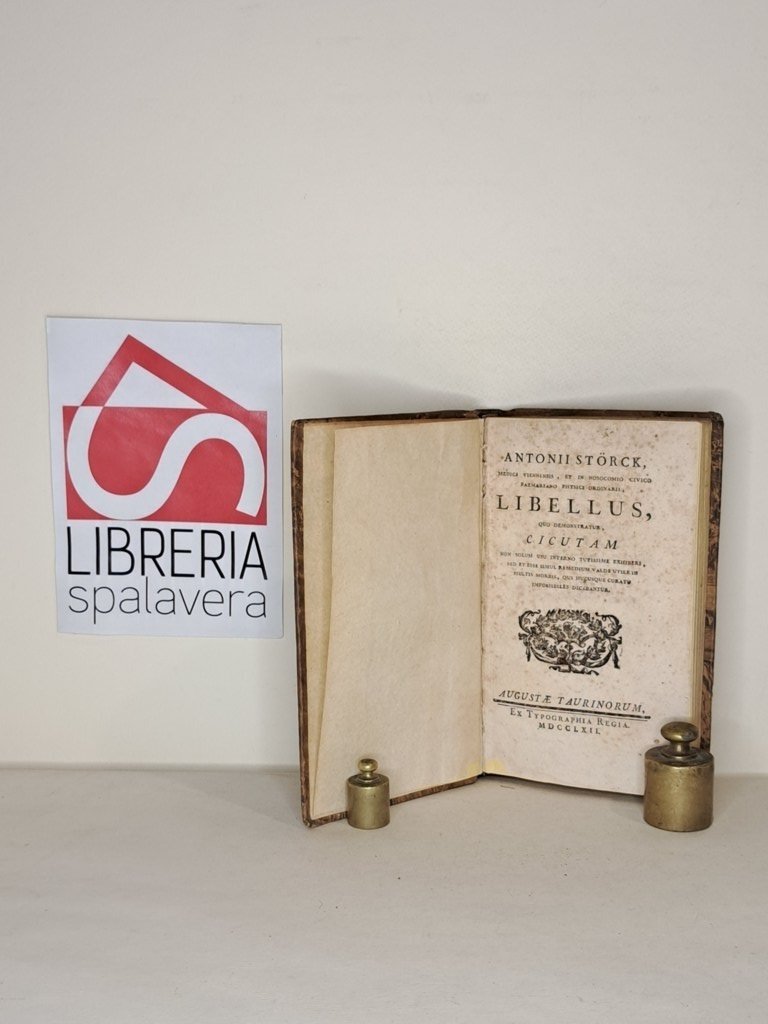 LIBRERIA
spalavera
ANTONII STÖRCK,
MEDICI VIENNENSIS, ET IN NOSOCOMIO CIVICO
PAZMARIANO PHYSICI ORDINARII,
LIBELLUS,
QUO DEMONSTRATUR,
CICUTAM
NON SOLUM USU INTERNO TUTISSIME EXHIBERI,
SED ET ESSE SIMUL REMEDIUM VALDE UTILE IN
MULTIS MORBIS, QUI HUCUSQUE CURATU
IMPOSSIBILES DICEBANTUR.
AUGUSTÆ TAURINORUM,
EX TYPOGRAPHIA REGIA.
MDCCLXII.